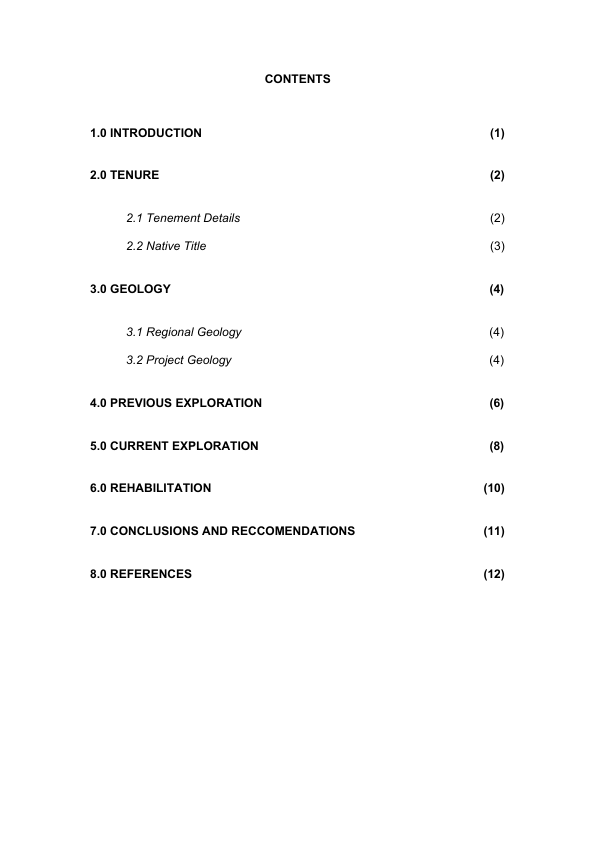 CONTENTS
1.0 INTRODUCTION (1)
2.0 TENURE (2)
2.1 Tenement Details (2)
2.2 Native Title (3)
3.0 GEOLOGY (4)
3.1 Regional Geology (4)
3.2 Project Geology (4)
4.0 PREVIOUS EXPLORATION (6)
5.0 CURRENT EXPLORATION (8)
6.0 REHABILITATION (10)
7.0 CONCLUSIONS AND RECCOMENDATIONS (11)
8.0 REFERENCES (12)